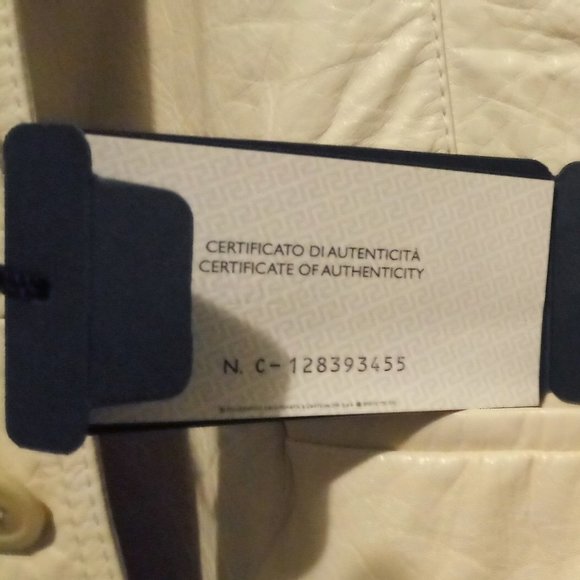 CERTIFICATO DI AUTENTICITÀ
CERTIFICATE OF AUTHENTICITY
N. C-128393455